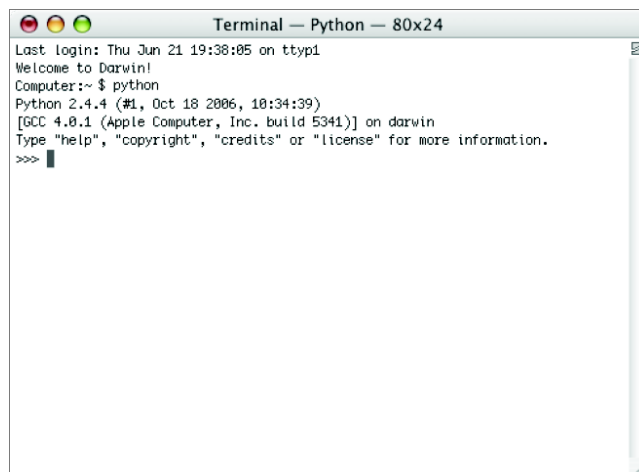 Terminal — Python — 80x24
Last login: Thu Jun 21 19:38:05 on ttyp1
Welcome to Darwin!
Computer:~ $ python
Python 2.4.4 (#1, Oct 18 2006, 10:34:39)
[GCC 4.0.1 (Apple Computer, Inc. build 5341)] on darwin
Type "help", "copyright", "credits" or "license" for more information.
>>>